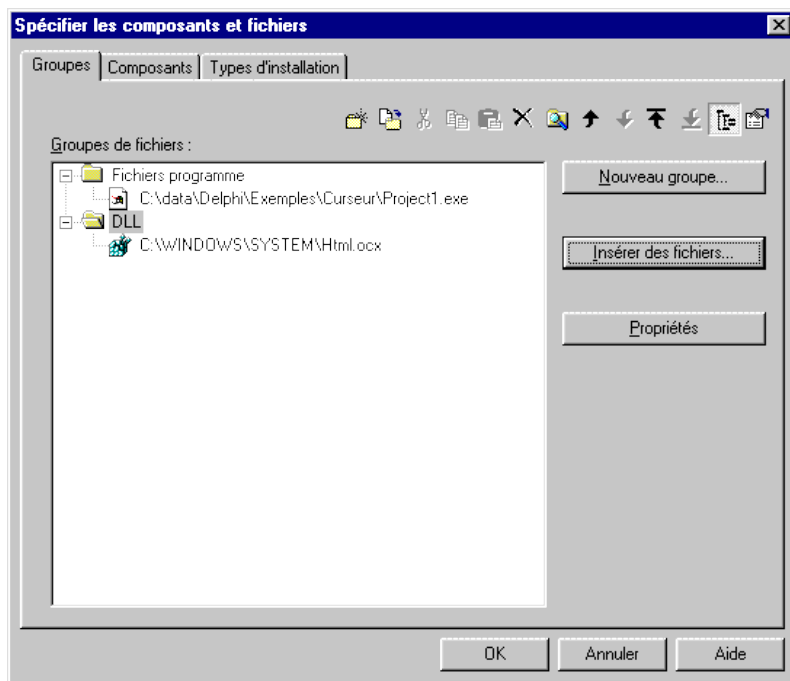 Spécifier les composants et fichiers
Groupes
Composants
Types d'installation
Groupes de fichiers :
Fichiers programme
C:\data\Delphi\Exemples\Curseur\Project1.exe
DLL
C:\WINDOWS\SYSTEM\Html.ocx
Nouveau groupe...
Insérer des fichiers...
Propriétés
OK
Annuler
Aide